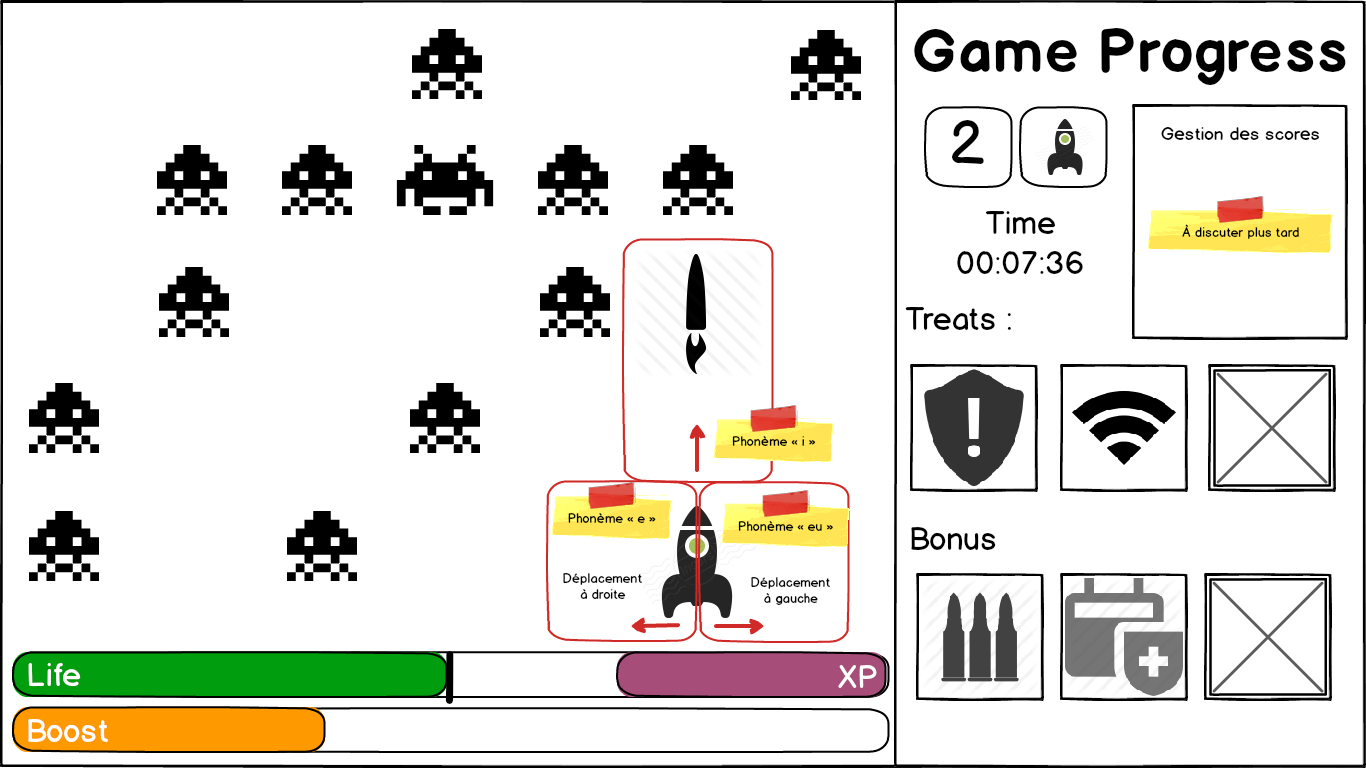 Game Progress
2
Gestion des scores
À discuter plus tard
Time
00:07:36
Treats :
Phonème « i »
Phonème « e »
Phonème « eu »
Déplacement
à droite
Déplacement
à gauche
Bonus
Life
XP
Boost